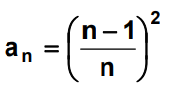 aₙ = ((n − 1)/n)²